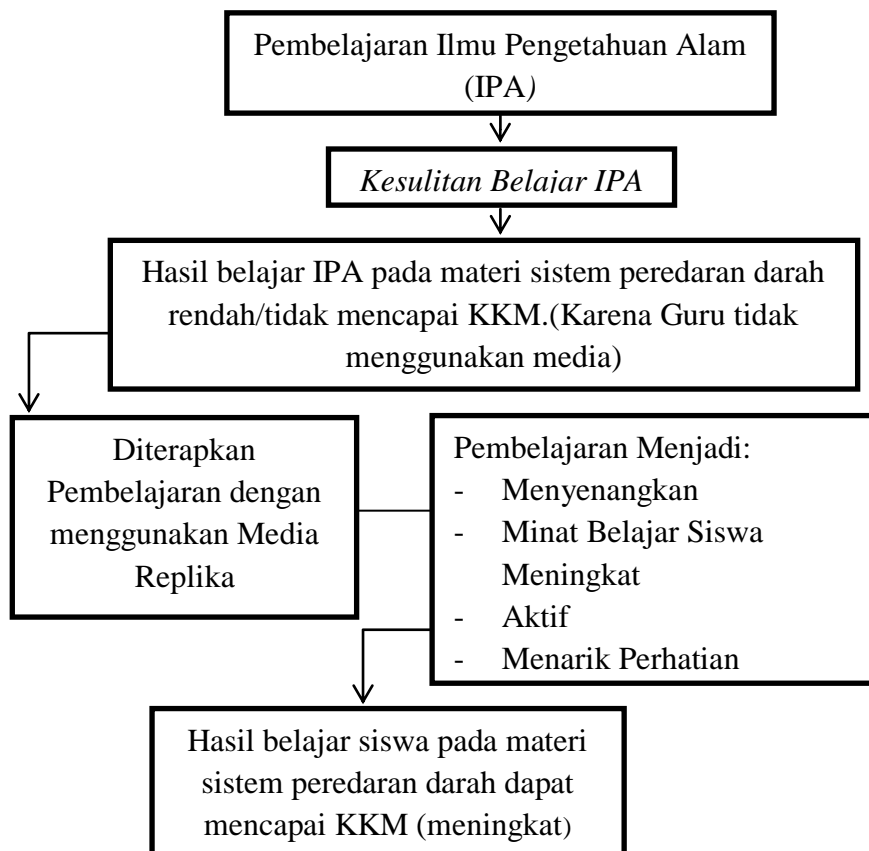 Pembelajaran Ilmu Pengetahuan Alam
(IPA)
Kesulitan Belajar IPA
Hasil belajar IPA pada materi sistem peredaran darah
rendah/tidak mencapai KKM.(Karena Guru tidak
menggunakan media)
Diterapkan
Pembelajaran dengan
menggunakan Media
Replika
Pembelajaran Menjadi:
- Menyenangkan
- Minat Belajar Siswa
Meningkat
- Aktif
- Menarik Perhatian
Hasil belajar siswa pada materi
sistem peredaran darah dapat
mencapai KKM (meningkat)